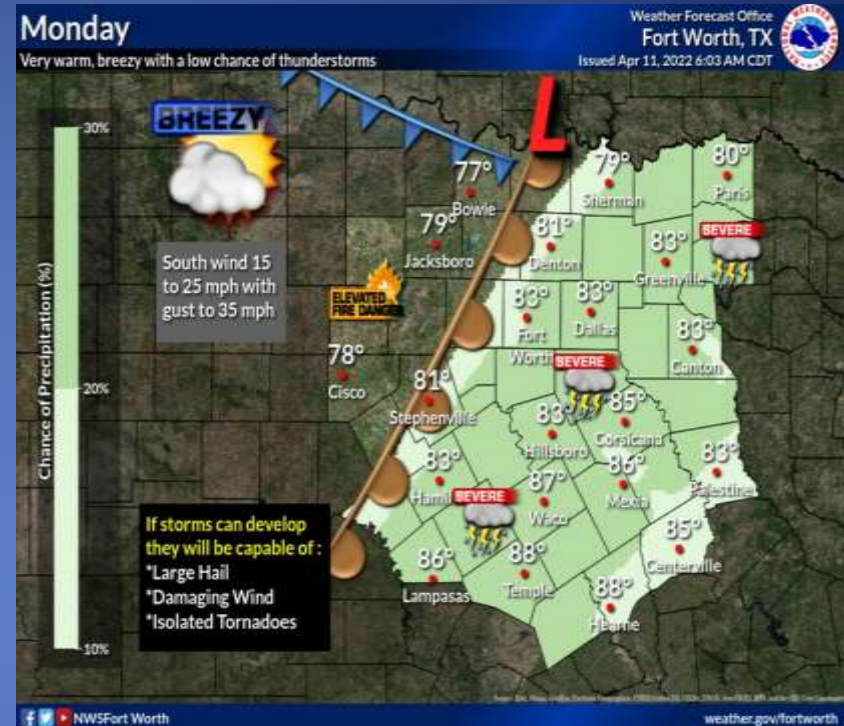 Monday
Very warm, breezy with a low chance of thunderstorms
Weather Forecast Office
Fort Worth, TX
Issued Apr 11, 2022 6:03 AM CDT
Chance of Precipitation (%)
30%
20%
10%
BREEZY
South wind 15
to 25 mph with
gust to 35 mph
L
77°
Bowie
79°
Sherman
80°
Paris
79°
Jacksboro
81°
Denton
83°
Greenville
SEVERE
ELEVATED
FIRE DANGER
83°
Fort
Worth
83°
Dallas
83°
Canton
78°
Cisco
81°
Stephenville
SEVERE
83°
Hillsboro
85°
Corsicana
83°
SEVERE
87°
Waco
86°
Mexia
83°
Palestine
86°
Lampasas
88°
Temple
85°
Centerville
88°
Hearne
If storms can develop
they will be capable of :
*Large Hail
*Damaging Wind
*Isolated Tornadoes
NWSFort Worth
weather.gov/fortworth